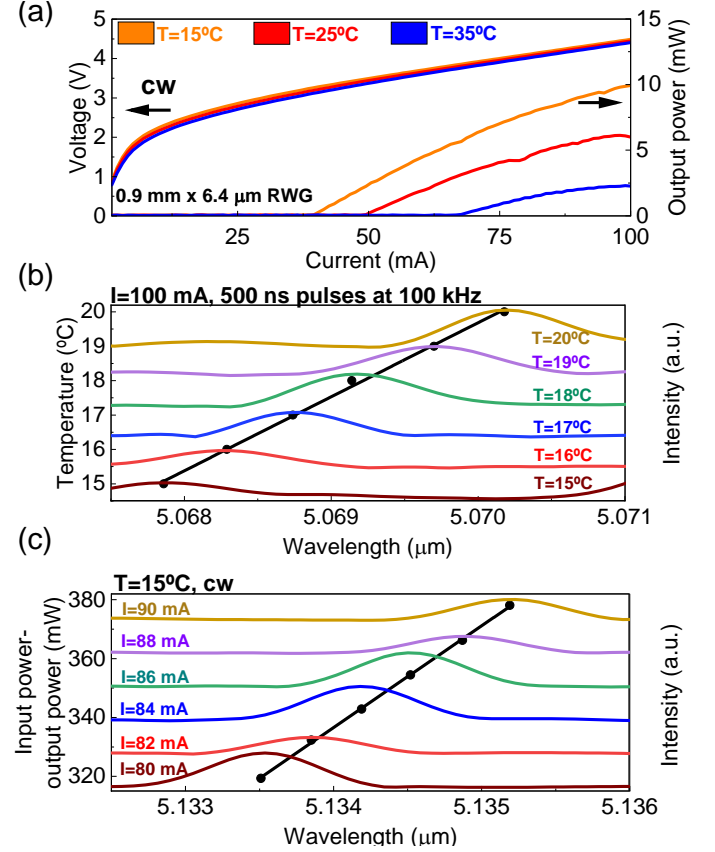 (a)
5
4
3
2
1
0
Voltage (V)
T=15ºC
T=25ºC
T=35ºC
cw
0.9 mm x 6.4 μm RWG
15
10
5
0
Output power (mW)
25
50
75
100
Current (mA)
(b)
I=100 mA, 500 ns pulses at 100 kHz
20
19
18
17
16
15
Temperature (ºC)
T=20ºC
T=19ºC
T=18ºC
T=17ºC
T=16ºC
T=15ºC
Intensity (a.u.)
5.068
5.069
5.070
5.071
Wavelength (μm)
(c)
T=15ºC, cw
380
360
340
320
Input power-
output power (mW)
I=90 mA
I=88 mA
I=86 mA
I=84 mA
I=82 mA
I=80 mA
Intensity (a.u.)
5.133
5.134
5.135
5.136
Wavelength (μm)